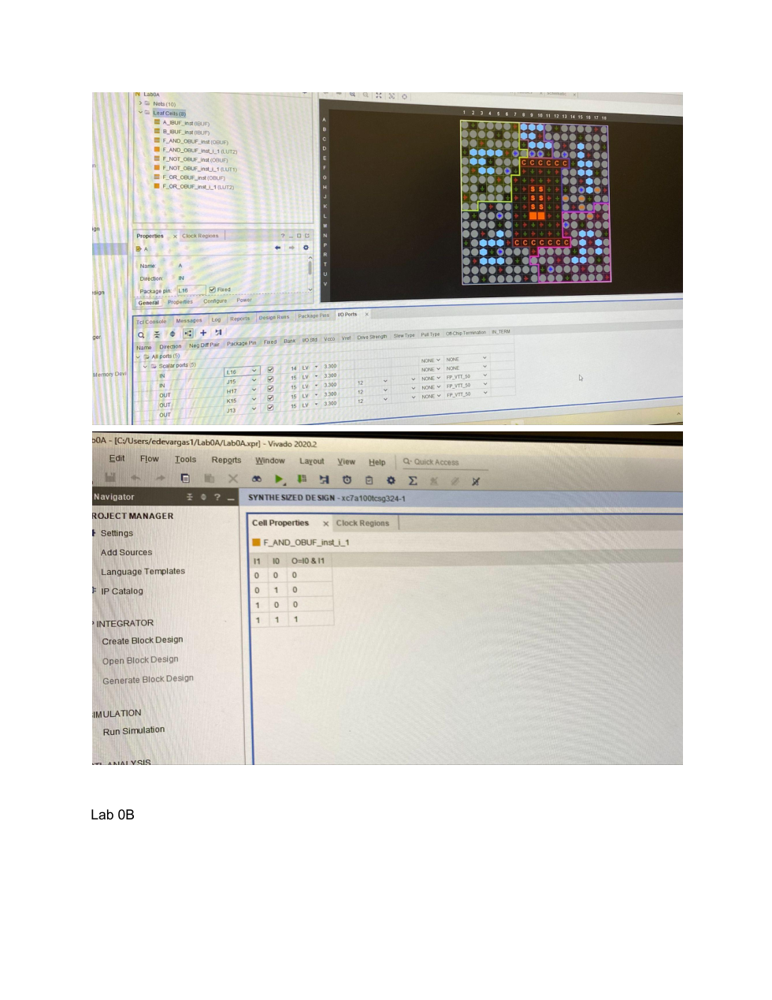 Lab0A
Nets (10)
Leaf Cells (8)
A_IBUF_inst (IBUF)
B_IBUF_inst (IBUF)
F_AND_OBUF_inst (OBUF)
F_AND_OBUF_inst_i_1 (LUT2)
F_NOT_OBUF_inst (OBUF)
F_NOT_OBUF_inst_i_1 (LUT1)
F_OR_OBUF_inst (OBUF)
F_OR_OBUF_inst_i_1 (LUT2)
1 2 3 4 5 6 7 8 9 10 11 12 13 14 15 16 17 18
A
B
C
D
E
F
G
H
J
K
L
M
N
P
R
T
U
V
C C C C C C
S S
S S
S S
C C C C C C C
Properties x Clock Regions ? _
A
Name: A
Direction: IN
Package pin: L16 Fixed
General Properties Configure Power
Tcl Console Messages Log Reports Design Runs Package Pins I/O Ports x
Name Direction Neg Diff Pair Package Pin Fixed Bank I/O Std Vcco Vref Drive Strength Slew Type Pull Type Off-Chip Termination IN_TERM
All ports (5)
Scalar ports (5)
IN L16 14 LV 3.300 NONE NONE
IN J15 15 LV 3.300 NONE NONE
OUT H17 15 LV 3.300 12 NONE FP_VTT_50
OUT K15 15 LV 3.300 12 NONE FP_VTT_50
OUT J13 15 LV 3.300 12 NONE FP_VTT_50
Memory Devi
b0A - [C:/Users/edevargas1/Lab0A/Lab0A.xpr] - Vivado 2020.2
Edit Flow Tools Reports Window Layout View Help Q- Quick Access
Navigator ? _
SYNTHESIZED DESIGN - xc7a100tcsg324-1
ROJECT MANAGER
Settings
Add Sources
Language Templates
IP Catalog
INTEGRATOR
Create Block Design
Open Block Design
Generate Block Design
IMULATION
Run Simulation
ANALYSIS
Cell Properties x Clock Regions
F_AND_OBUF_inst_i_1
I1 I0 O=I0 & I1
0 0 0
0 1 0
1 0 0
1 1 1
Lab 0B